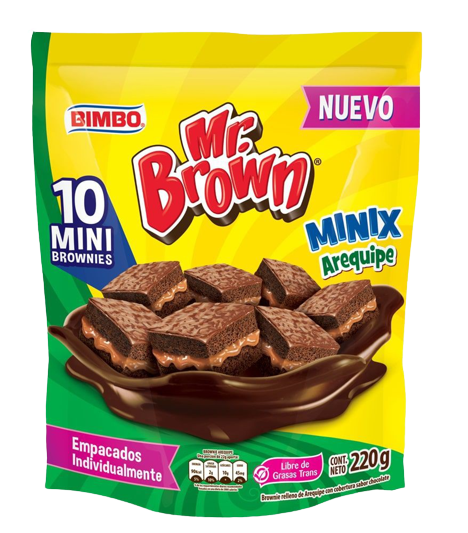 BIMBO
NUEVO
Mr.
Brown®
10
MINI
BROWNIES
MINIX
Arequipe
Empacados
Individualmente
Libre de
Grasas Trans
CONT.
NETO 220g
Brownie relleno de Arequipe con cobertura sabor chocolate